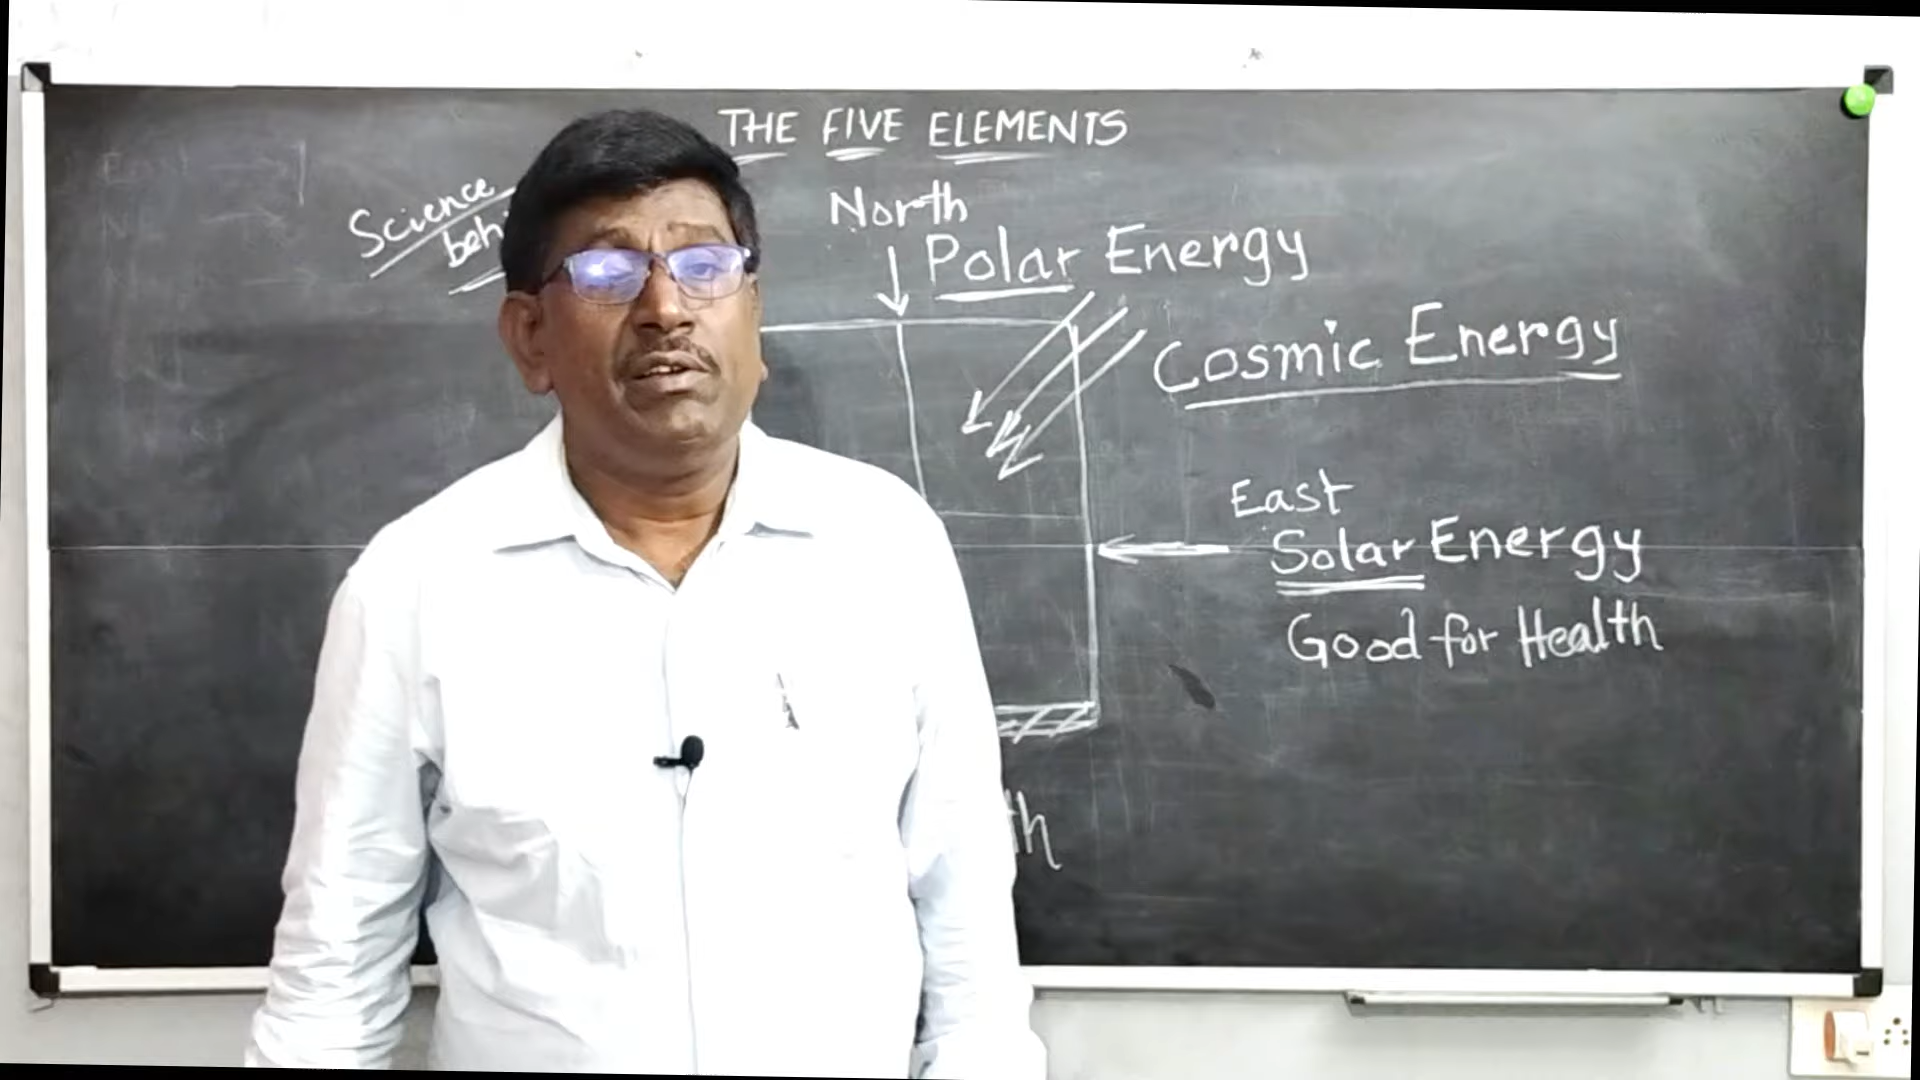 THE FIVE ELEMENTS
Science
North
Polar Energy
Cosmic Energy
East
Solar Energy
Good for Health